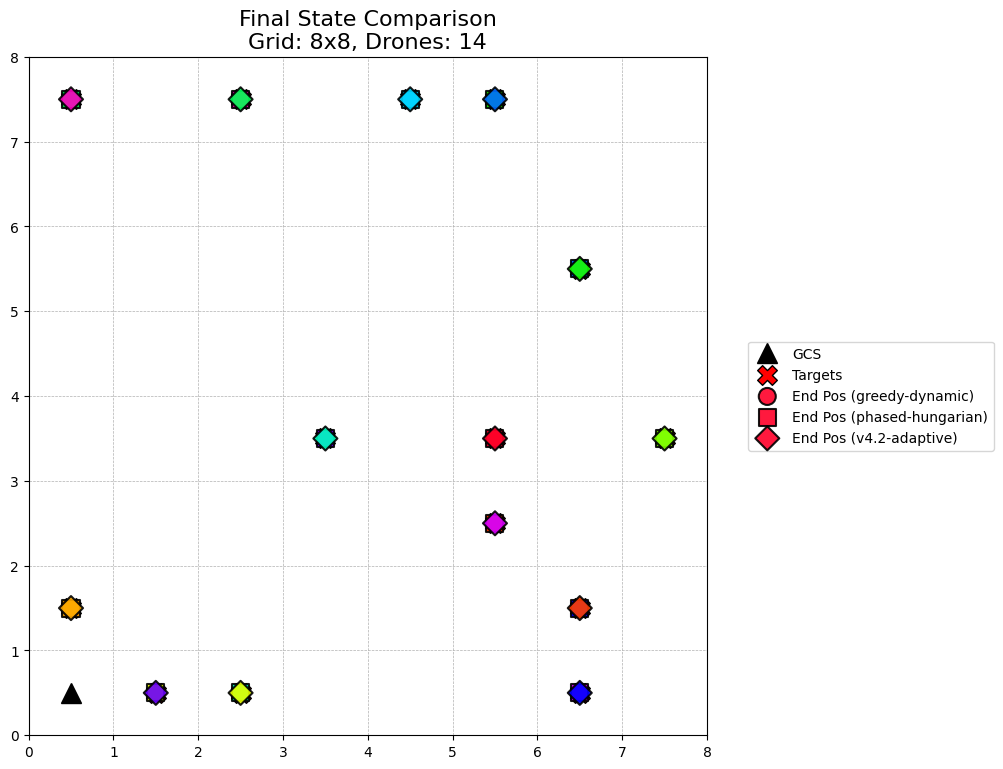 Final State Comparison
Grid: 8x8, Drones: 14
8
7
6
5
4
3
2
1
0
0 1 2 3 4 5 6 7 8
GCS
Targets
End Pos (greedy-dynamic)
End Pos (phased-hungarian)
End Pos (v4.2-adaptive)